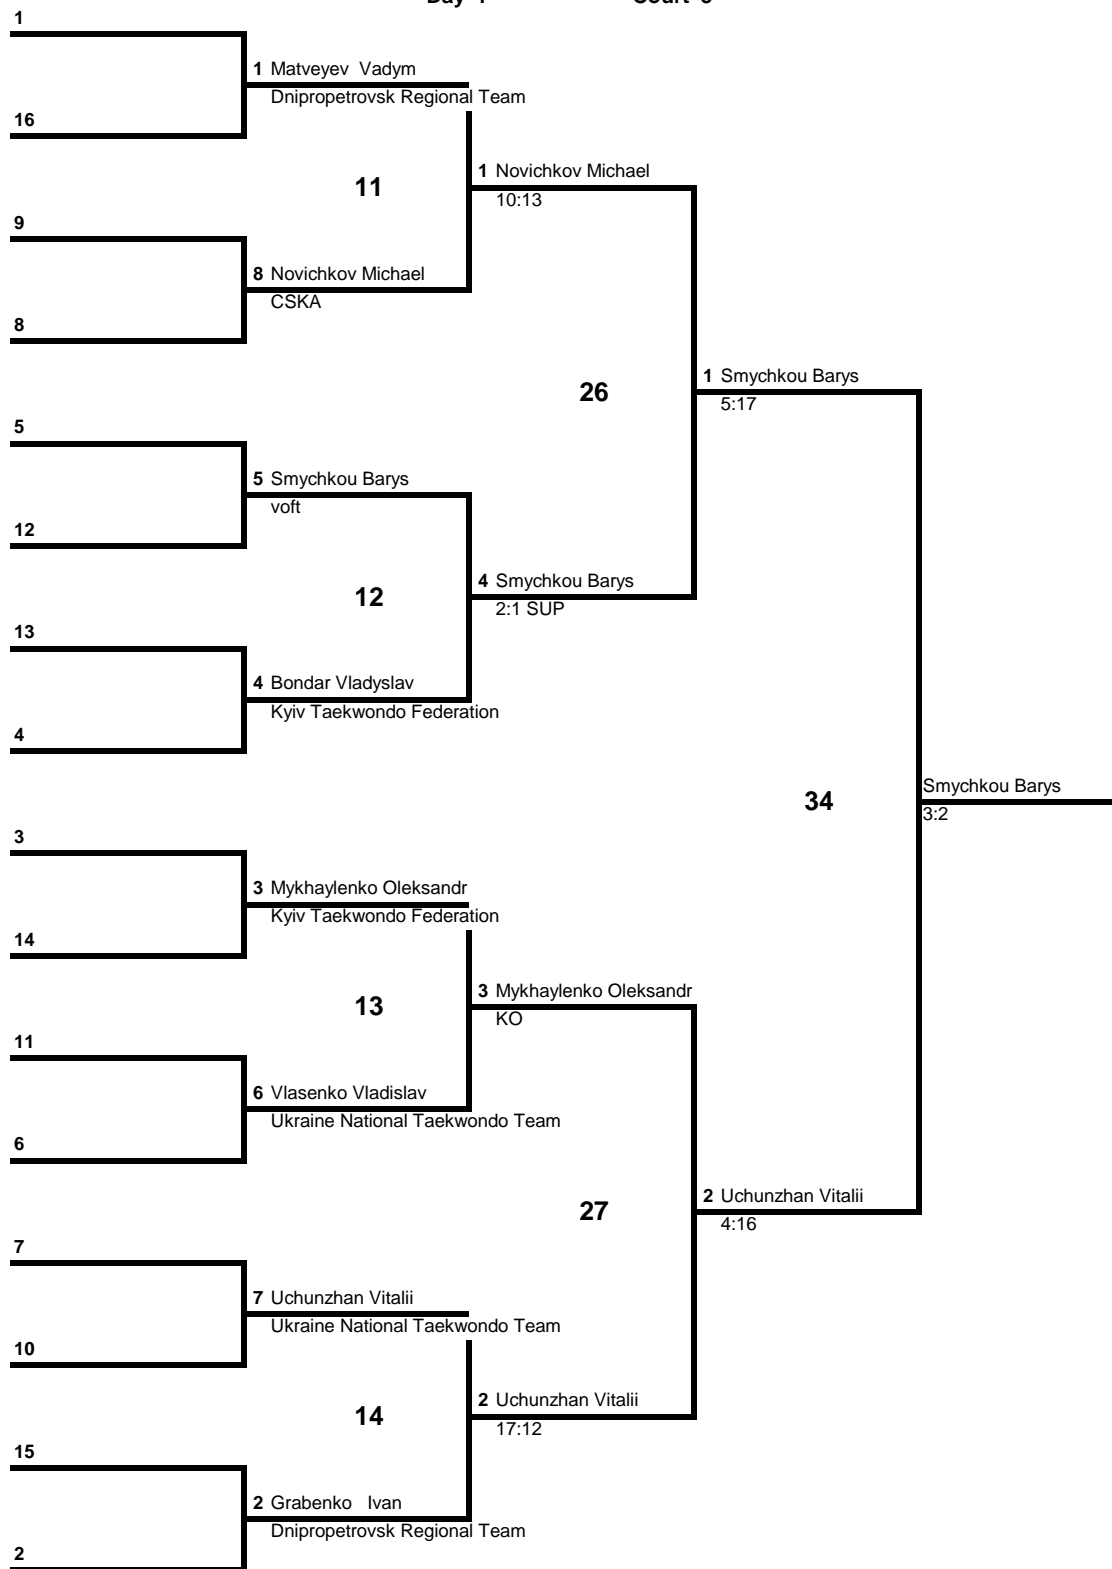 1
1 Matveyev  Vadym
Dnipropetrovsk Regional Team
16
11
1 Novichkov Michael
10:13
9
8 Novichkov Michael
CSKA
8
26
1 Smychkou Barys
5:17
5
5 Smychkou Barys
voft
12
12
4 Smychkou Barys
2:1 SUP
13
4 Bondar Vladyslav
Kyiv Taekwondo Federation
4
34
Smychkou Barys
3:2
3
3 Mykhaylenko Oleksandr
Kyiv Taekwondo Federation
14
13
3 Mykhaylenko Oleksandr
KO
11
6 Vlasenko Vladislav
Ukraine National Taekwondo Team
6
27
2 Uchunzhan Vitalii
4:16
7
7 Uchunzhan Vitalii
Ukraine National Taekwondo Team
10
14
2 Uchunzhan Vitalii
17:12
15
2 Grabenko   Ivan
Dnipropetrovsk Regional Team
2